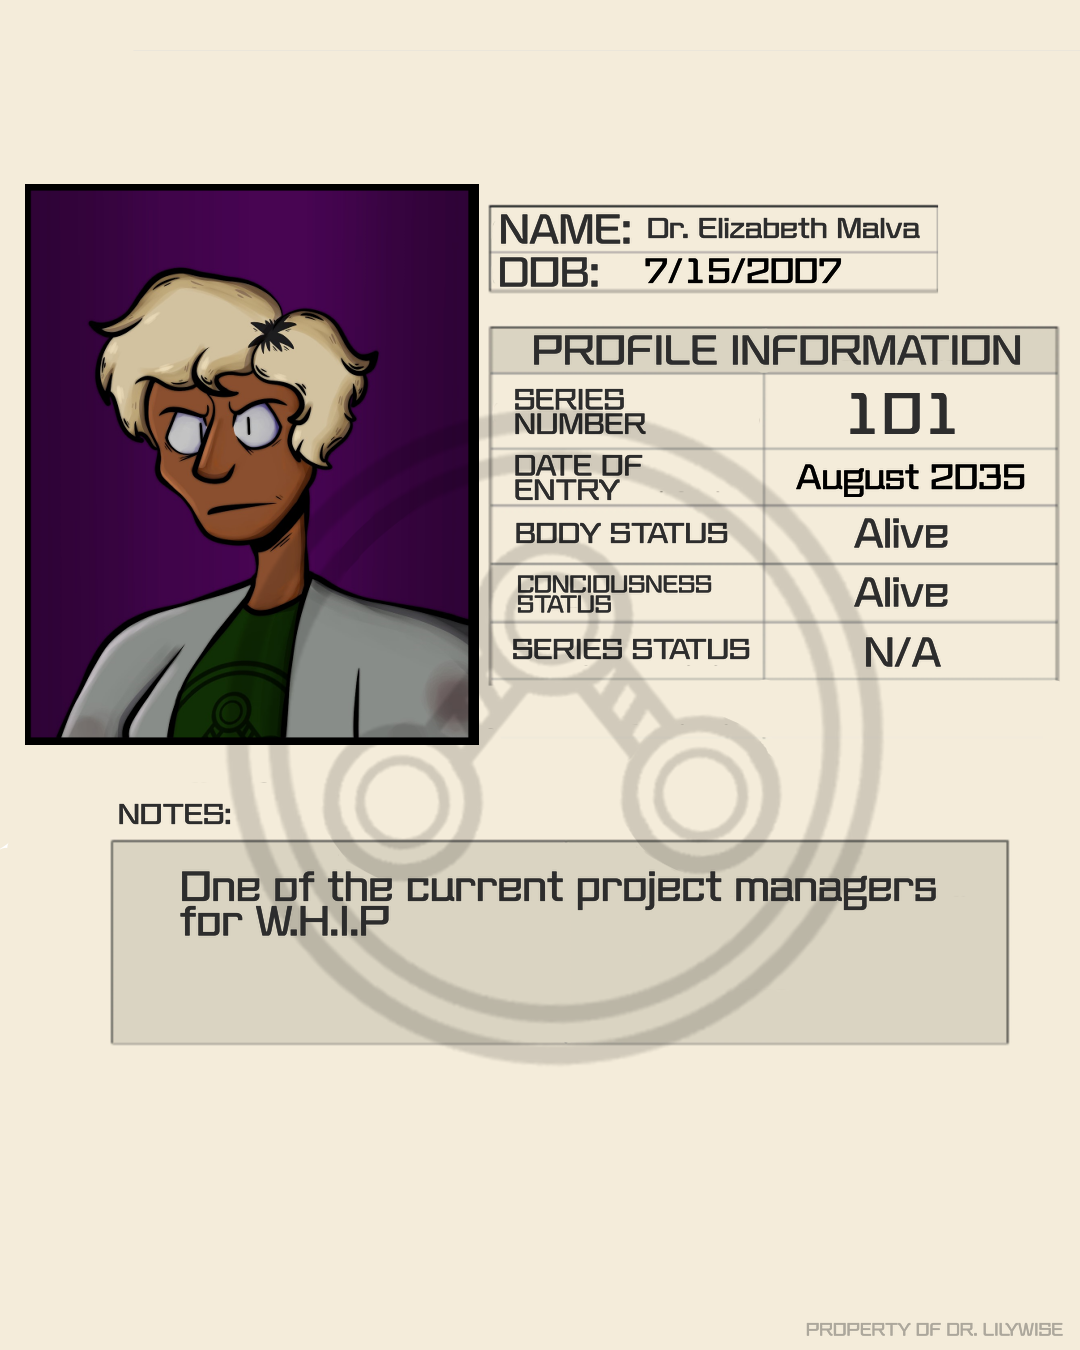 NAME: Dr. Elizabeth Malva
DOB: 7/15/2007
PROFILE INFORMATION
SERIES
NUMBER
101
DATE OF
ENTRY
August 2035
BODY STATUS
Alive
CONCIOUSNESS
STATUS
Alive
SERIES STATUS
N/A
NOTES:
One of the current project managers
for W.H.I.P
PROPERTY OF DR. LILYWISE